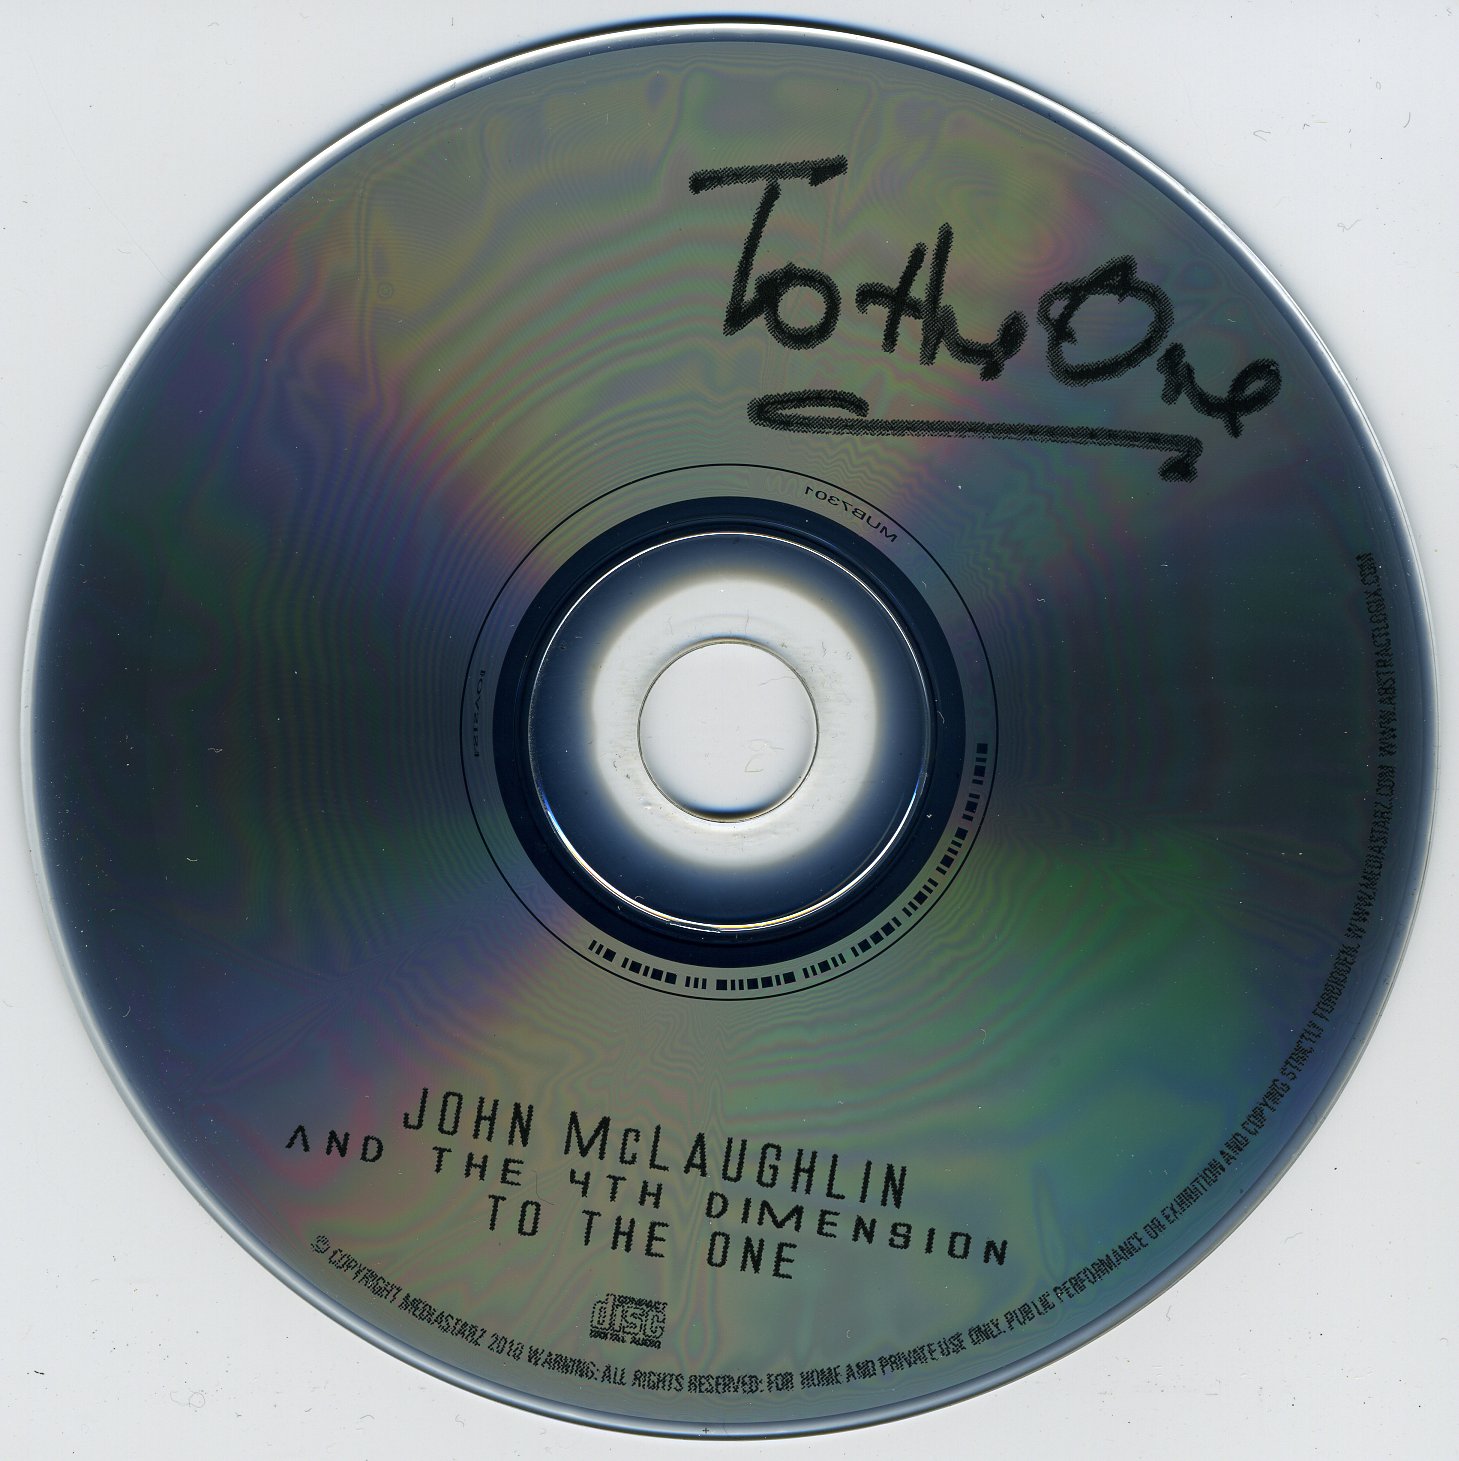 To the One
MUB7301
JOHN McLAUGHLIN
AND THE 4TH DIMENSION
TO THE ONE
COMPACT
disc
DIGITAL AUDIO
© COPYRIGHT MEDIASTARZ 2010 WARNING: ALL RIGHTS RESERVED: FOR HOME AND PRIVATE USE ONLY. PUBLIC PERFORMANCE OR EXHIBITION AND COPYING STRICTLY FORBIDDEN. WWW.MEDIASTARZ.COM WWW.ABSTRACTLOGIX.COM